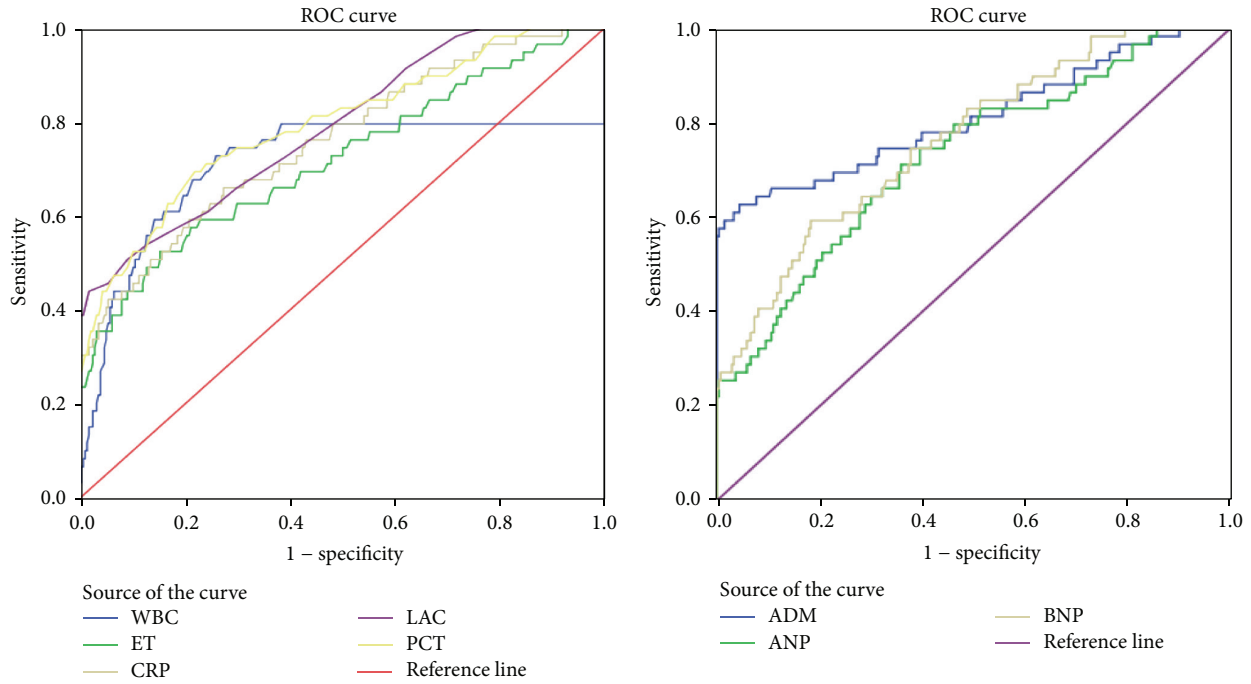 ROC curve
1.0
0.8
0.6
0.4
0.2
0.0
Sensitivity
0.0 0.2 0.4 0.6 0.8 1.0
1 − specificity
Source of the curve
WBC LAC
ET PCT
CRP Reference line
ROC curve
1.0
0.8
0.6
0.4
0.2
0.0
Sensitivity
0.0 0.2 0.4 0.6 0.8 1.0
1 − specificity
Source of the curve
ADM BNP
ANP Reference line